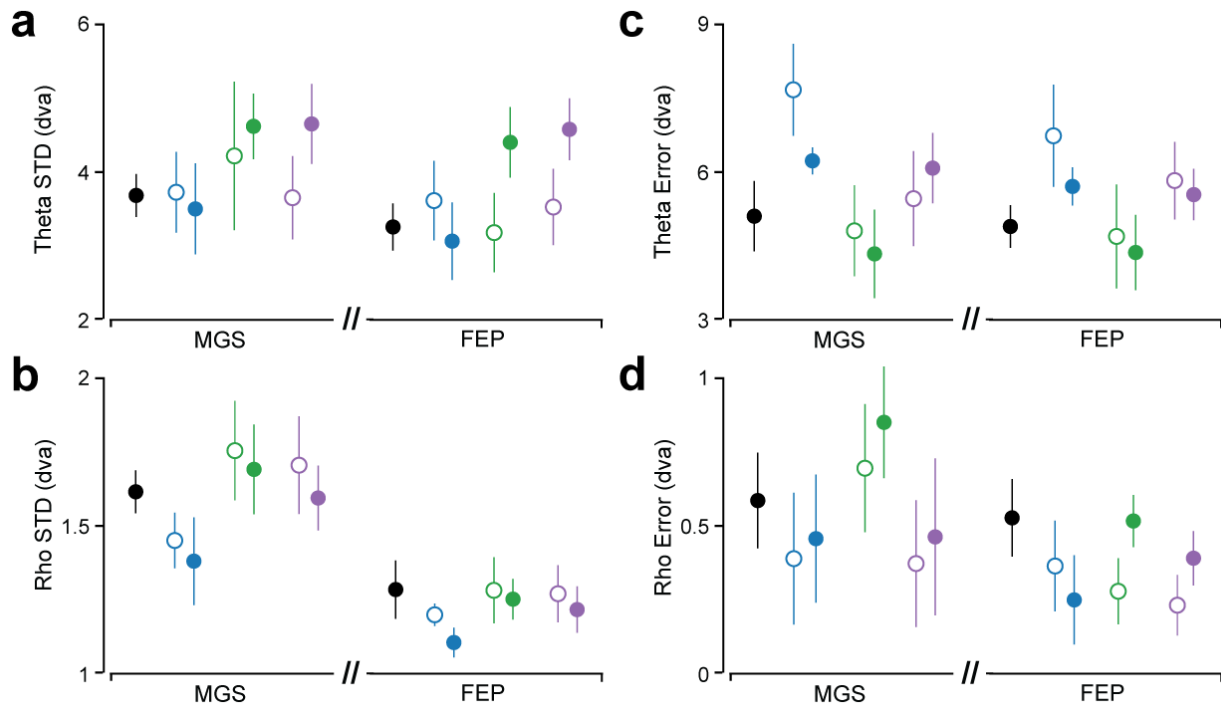 a
6
4
2
Theta STD (dva)
MGS
//
FEP
c
9
6
3
Theta Error (dva)
MGS
//
FEP
b
2
1.5
1
Rho STD (dva)
MGS
//
FEP
d
1
0.5
0
Rho Error (dva)
MGS
//
FEP